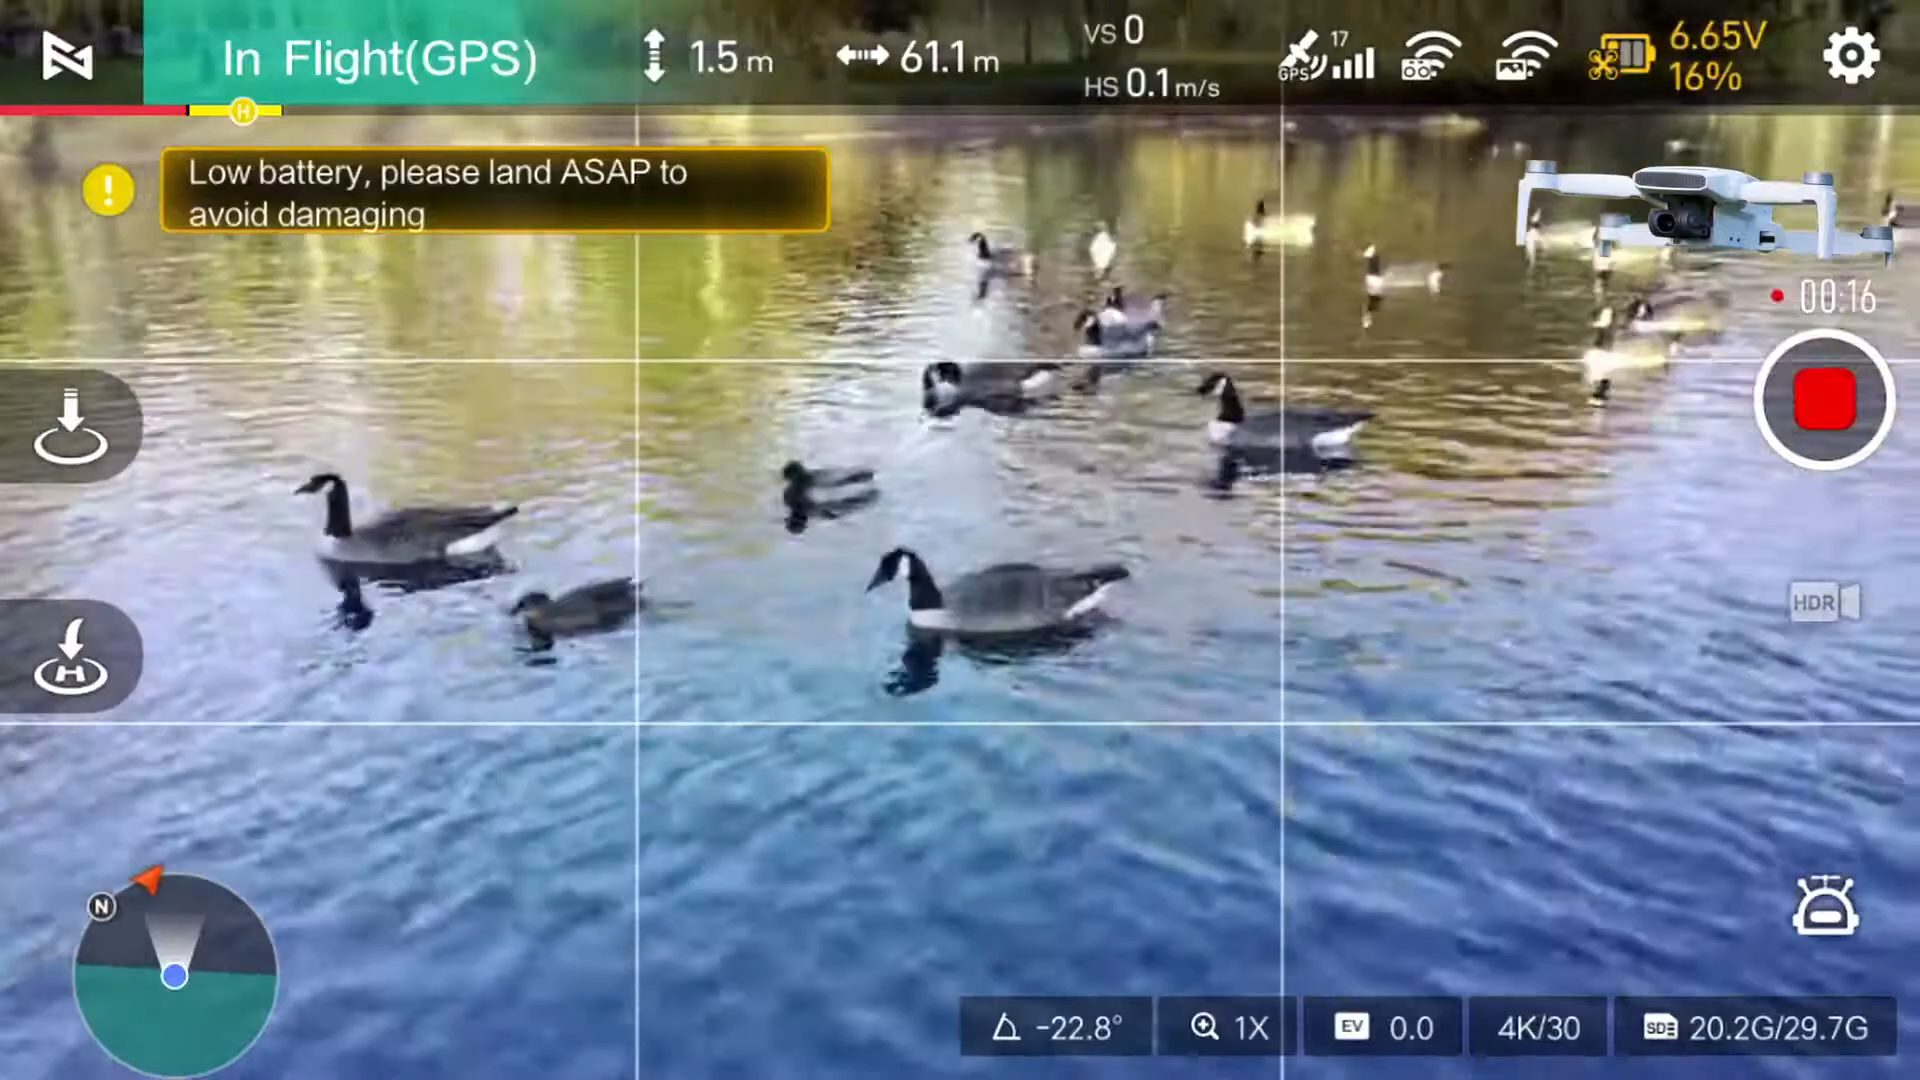 In Flight(GPS)
1.5 m
61.1 m
VS 0
HS 0.1 m/s
GPS
17
6.65V
16%
H
Low battery, please land ASAP to
avoid damaging
00:16
H
HDR
N
-22.8°
1X
EV 0.0
4K/30
SD 20.2G/29.7G